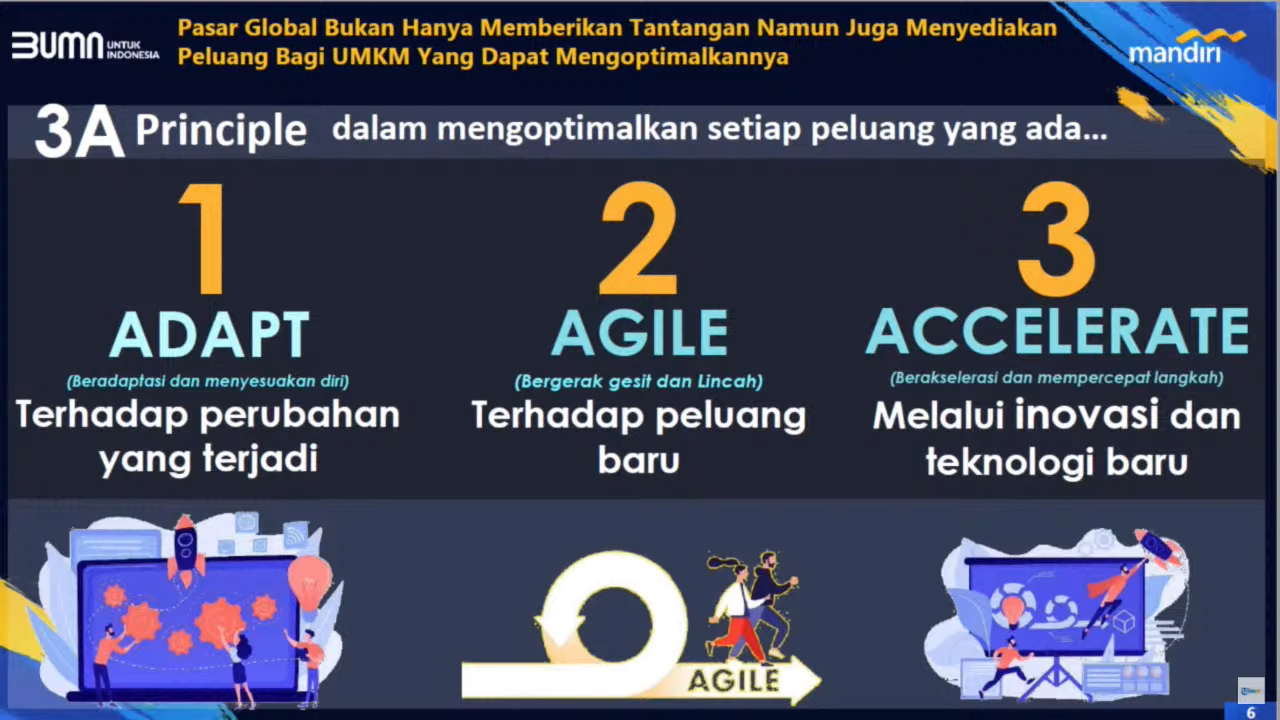 BUMN UNTUK
INDONESIA
Pasar Global Bukan Hanya Memberikan Tantangan Namun Juga Menyediakan
Peluang Bagi UMKM Yang Dapat Mengoptimalkannya
mandiri
3A Principle dalam mengoptimalkan setiap peluang yang ada...
1
ADAPT
(Beradaptasi dan menyesuakan diri)
Terhadap perubahan
yang terjadi
2
AGILE
(Bergerak gesit dan Lincah)
Terhadap peluang
baru
3
ACCELERATE
(Berakselerasi dan mempercepat langkah)
Melalui inovasi dan
teknologi baru
AGILE
6